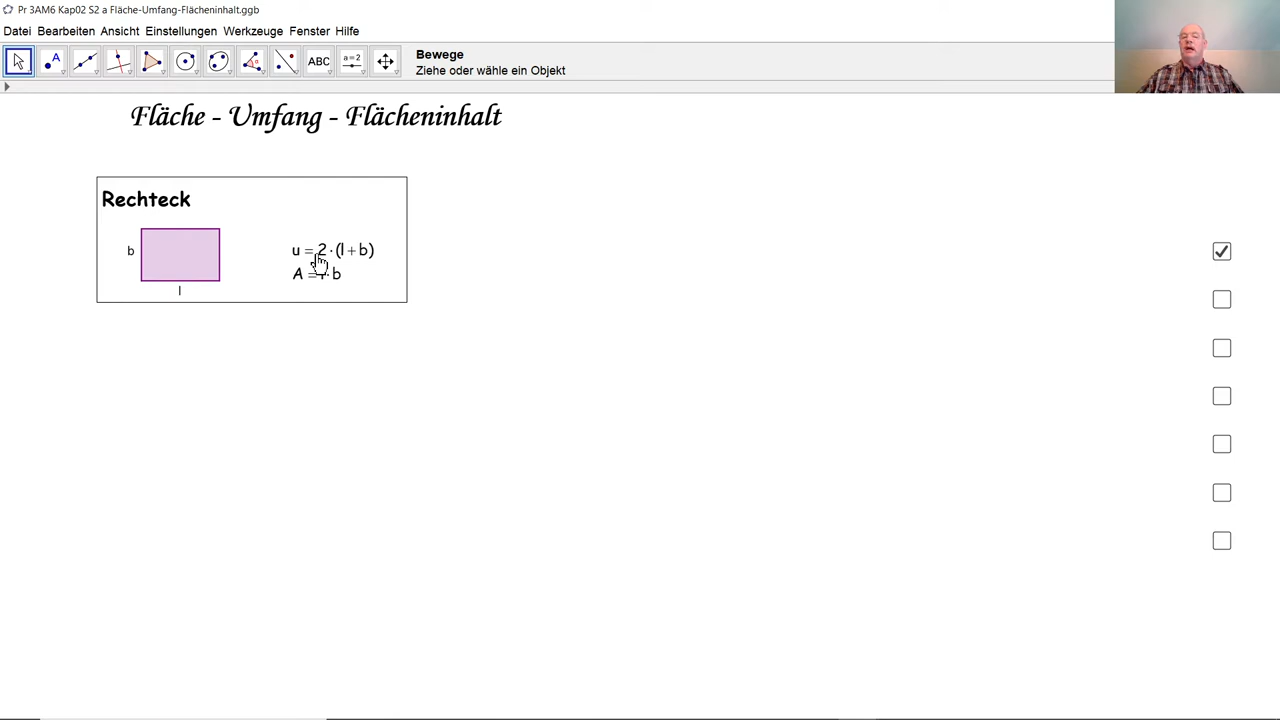 Pr 3AM6 Kap02 S2 a Fläche-Umfang-Flächeninhalt.ggb
Datei Bearbeiten Ansicht Einstellungen Werkzeuge Fenster Hilfe
A ABC a=2
Bewege
Ziehe oder wähle ein Objekt
Fläche - Umfang - Flächeninhalt
Rechteck
b
u = 2 · (l + b)
A = l · b
l